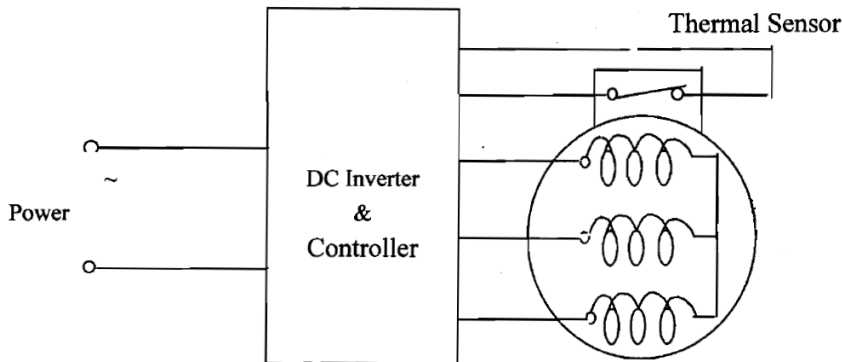 Thermal Sensor
~
Power
DC Inverter
&
Controller